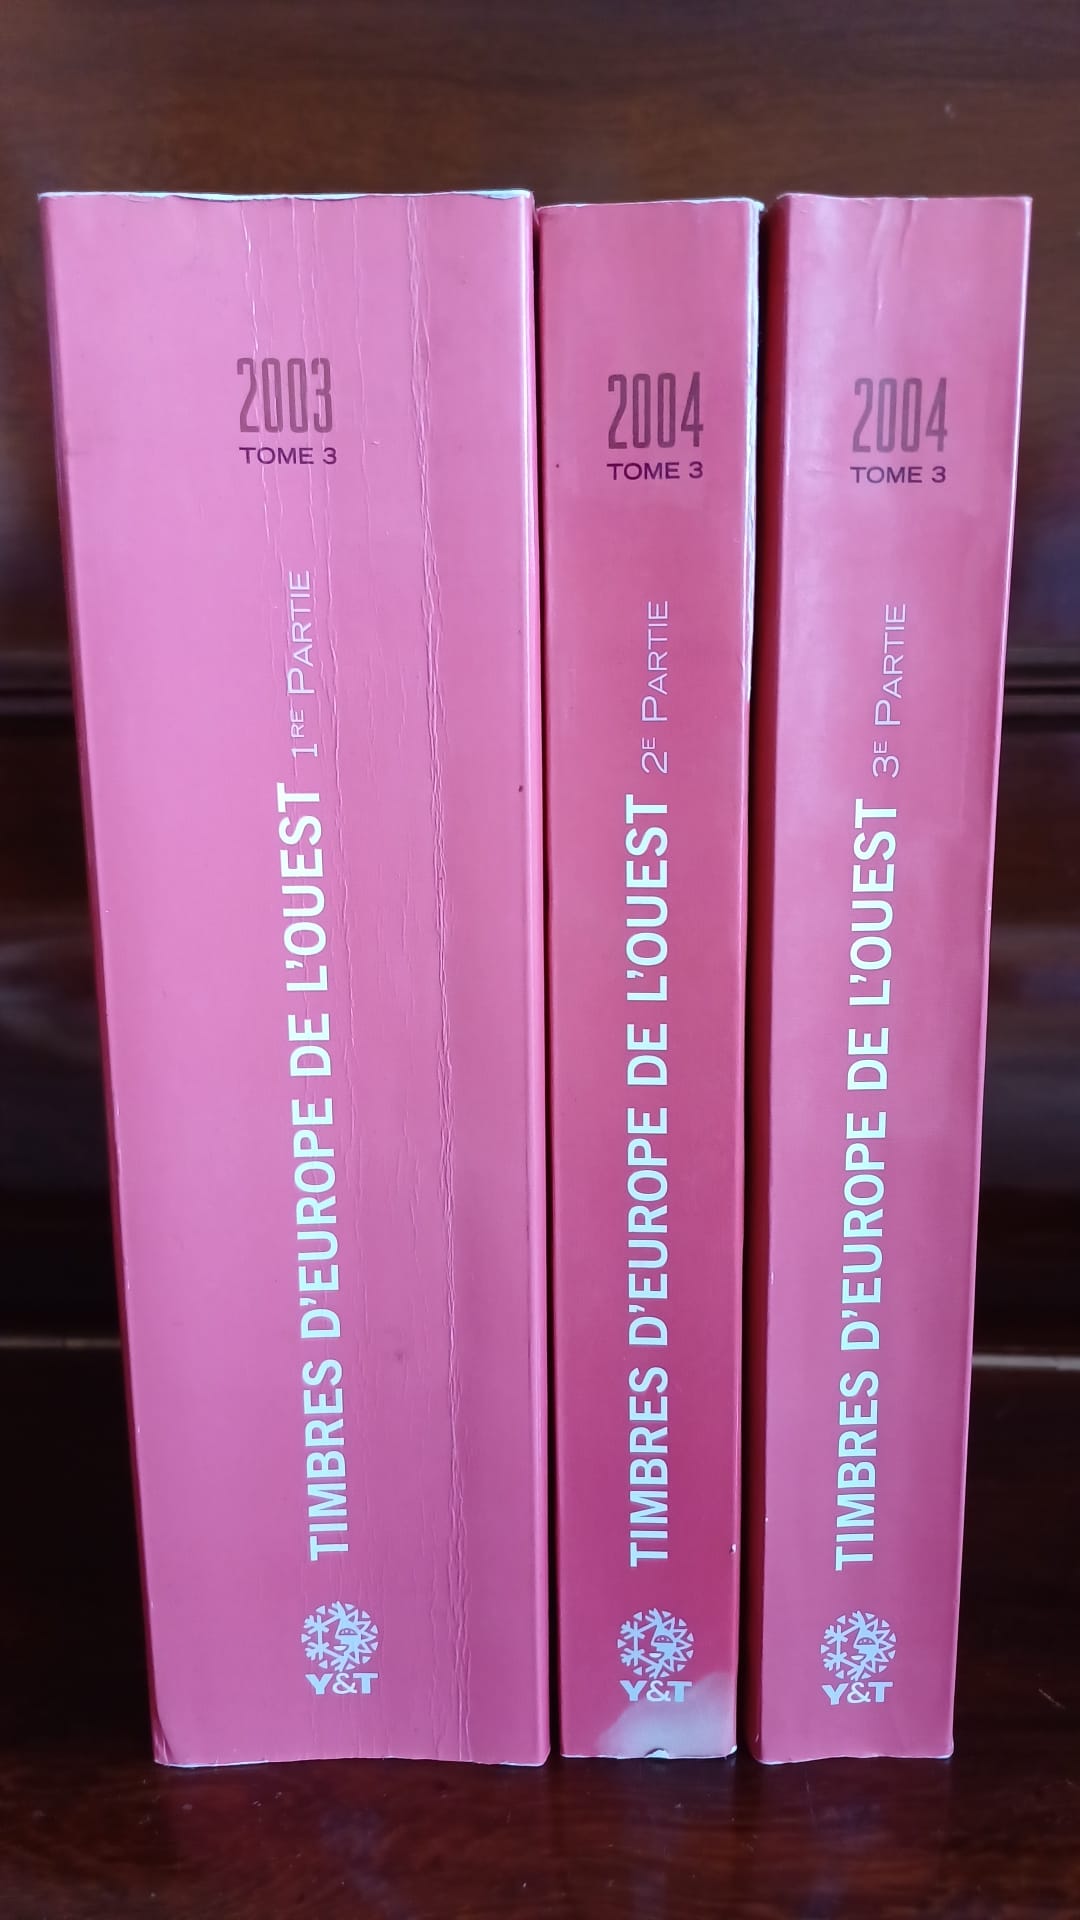 2003
TOME 3
TIMBRES D'EUROPE DE L'OUEST 1RE PARTIE
Y&T
2004
TOME 3
TIMBRES D'EUROPE DE L'OUEST 2E PARTIE
Y&T
2004
TOME 3
TIMBRES D'EUROPE DE L'OUEST 3E PARTIE
Y&T